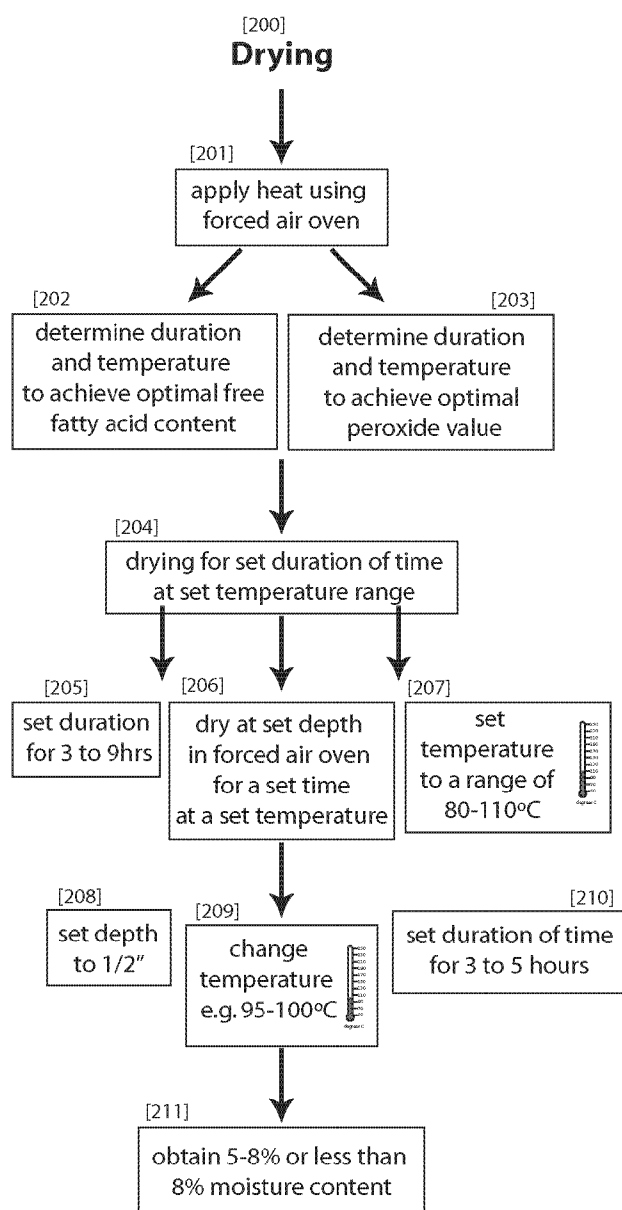 [200]
Drying
[201]
apply heat using
forced air oven
[202
determine duration
and temperature
to achieve optimal free
fatty acid content
[203]
determine duration
and temperature
to achieve optimal
peroxide value
[204]
drying for set duration of time
at set temperature range
[205]
set duration
for 3 to 9hrs
[206]
dry at set depth
in forced air oven
for a set time
at a set temperature
[207]
set
temperature
to a range of
80-110ºC
[208]
set depth
to 1/2”
[209]
change
temperature
e.g. 95-100ºC
[210]
set duration of time
for 3 to 5 hours
[211]
obtain 5-8% or less than
8% moisture content